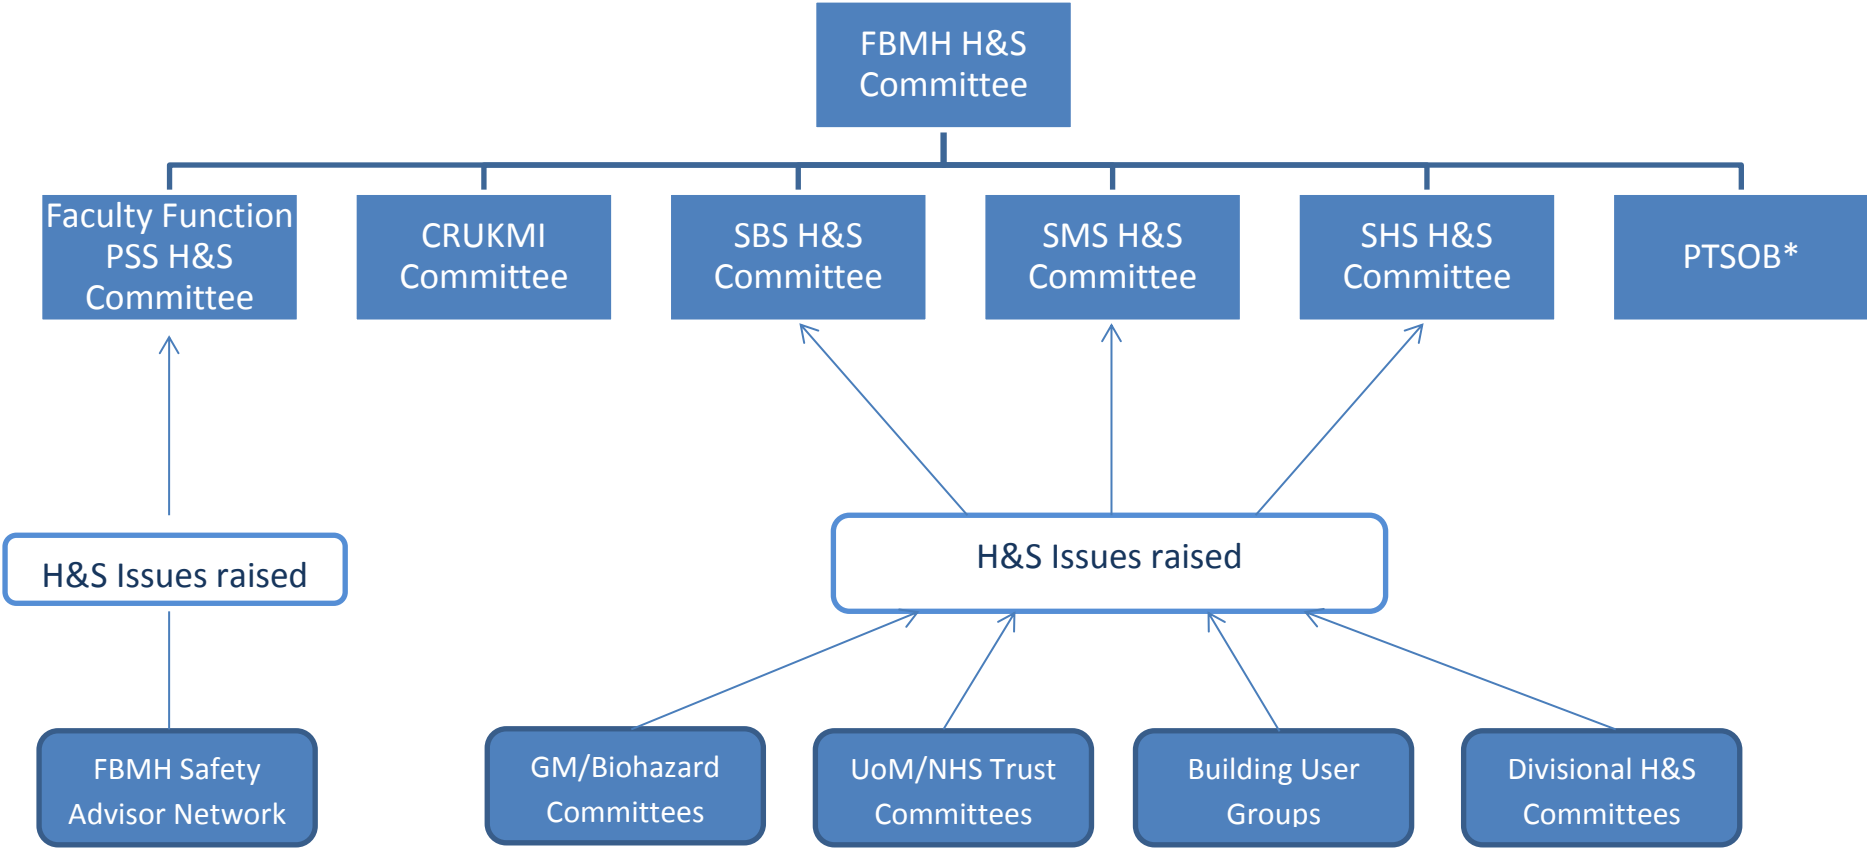 FBMH H&S
Committee
Faculty Function
PSS H&S
Committee
CRUKMI
Committee
SBS H&S
Committee
SMS H&S
Committee
SHS H&S
Committee
PTSOB*
H&S Issues raised
H&S Issues raised
FBMH Safety
Advisor Network
GM/Biohazard
Committees
UoM/NHS Trust
Committees
Building User
Groups
Divisional H&S
Committees